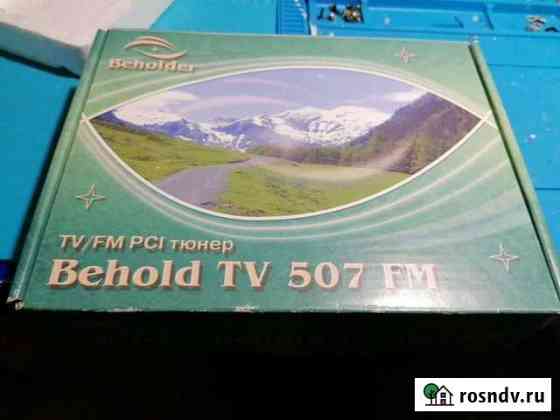 Beholder
TV/FM PCI тюнер
Behold TV 507 FM
rosndv.ru